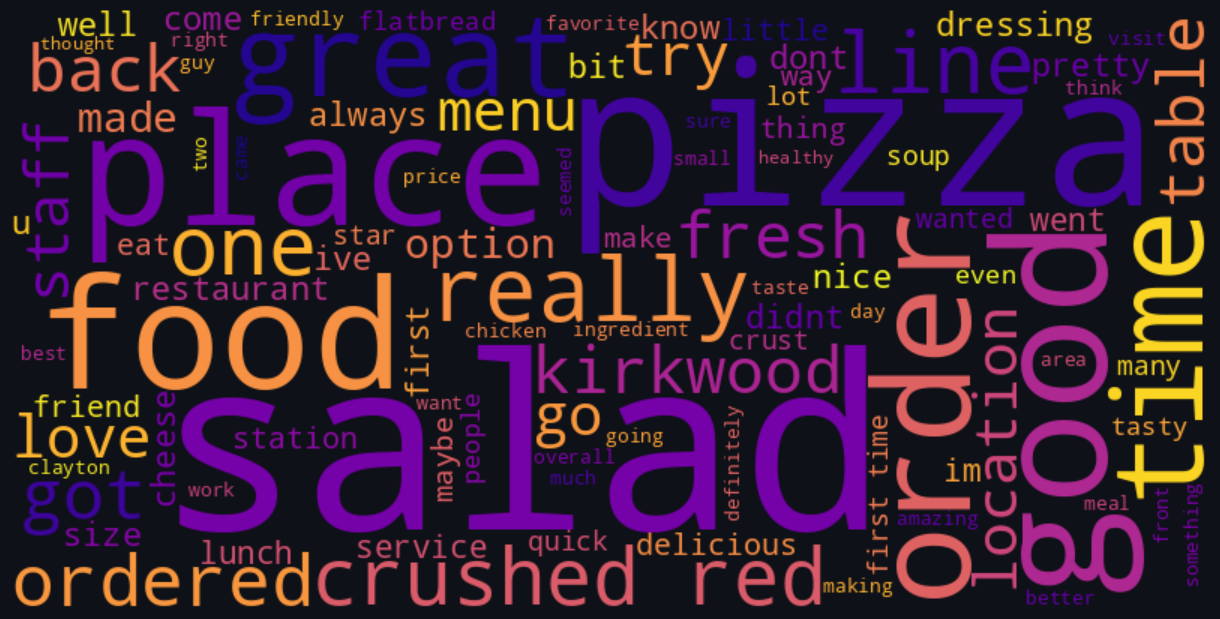 well
come
friendly
flatbread
favorite
know
little
dressing
visit
thought
right
great
try
dont
line
pretty
table
back
guy
bit
way
think
made
always
menu
lot
pizza
sure
thing
staff
place
two
came
price
seemed
small
healthy
soup
u
eat
one
ive
star
option
make
fresh
wanted
went
restaurant
really
taste
nice
even
order
good
time
food
first
chicken
ingredient
didnt
day
crust
best
kirkwood
location
area
many
friend
cheese
salad
want
maybe
people
go
going
love
station
tasty
clayton
overall
much
definitely
first time
im
got
work
meal
front
something
size
amazing
lunch
service
quick
delicious
ordered
crushed red
making
better